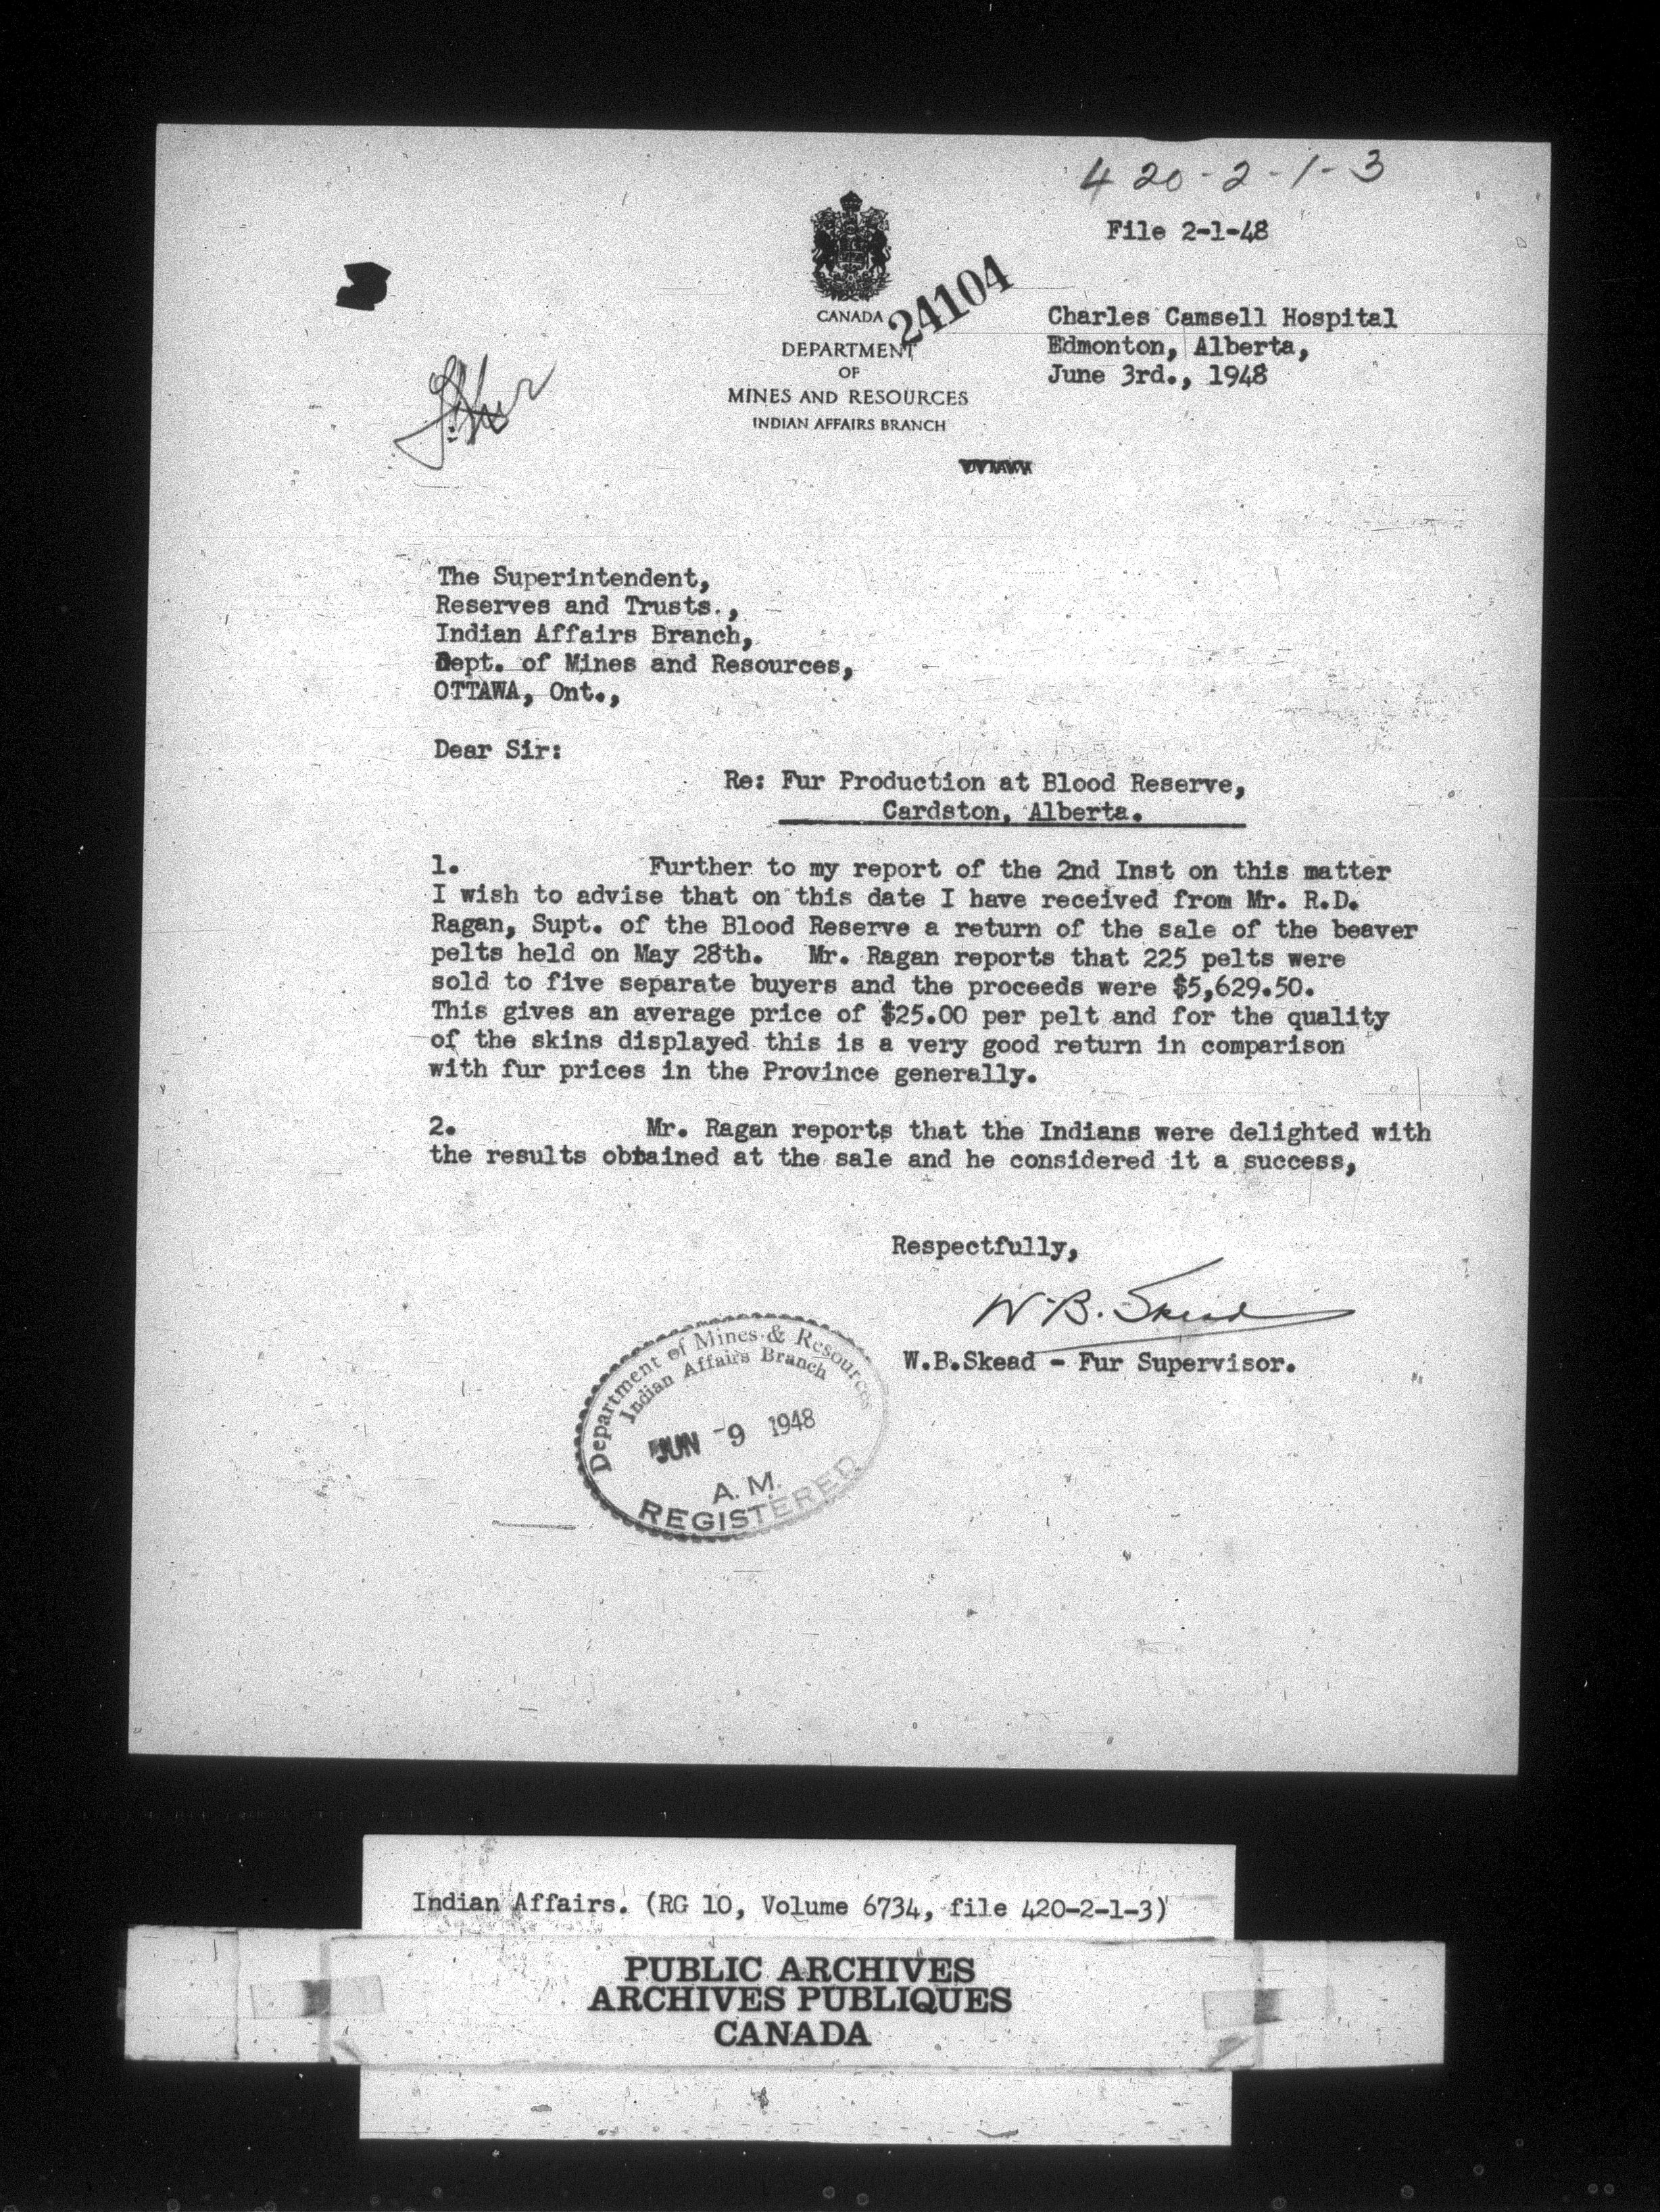 420-2-1-3
File 2-1-48
CANADA
24104
DEPARTMENT
OF
MINES AND RESOURCES
INDIAN AFFAIRS BRANCH
Charles Camsell Hospital
Edmonton, Alberta,
June 3rd., 1948
OTTAWA
The Superintendent,
Reserves and Trusts.,
Indian Affairs Branch,
Dept. of Mines and Resources,
OTTAWA, Ont.,
Dear Sir:
Re: Fur Production at Blood Reserve,
Cardston, Alberta.
1. Further to my report of the 2nd Inst on this matter
I wish to advise that on this date I have received from Mr. R.D.
Ragan, Supt. of the Blood Reserve a return of the sale of the beaver
pelts held on May 28th. Mr. Ragan reports that 225 pelts were
sold to five separate buyers and the proceeds were $5,629.50.
This gives an average price of $25.00 per pelt and for the quality
of the skins displayed this is a very good return in comparison
with fur prices in the Province generally.
2. Mr. Ragan reports that the Indians were delighted with
the results obtained at the sale and he considered it a success,
Respectfully,
W.B. Skead
W.B.Skead - Fur Supervisor.
Department of Mines & Resources
Indian Affairs Branch
JUN -9 1948
A. M.
REGISTERED
Indian Affairs. (RG 10, Volume 6734, file 420-2-1-3)
PUBLIC ARCHIVES
ARCHIVES PUBLIQUES
CANADA